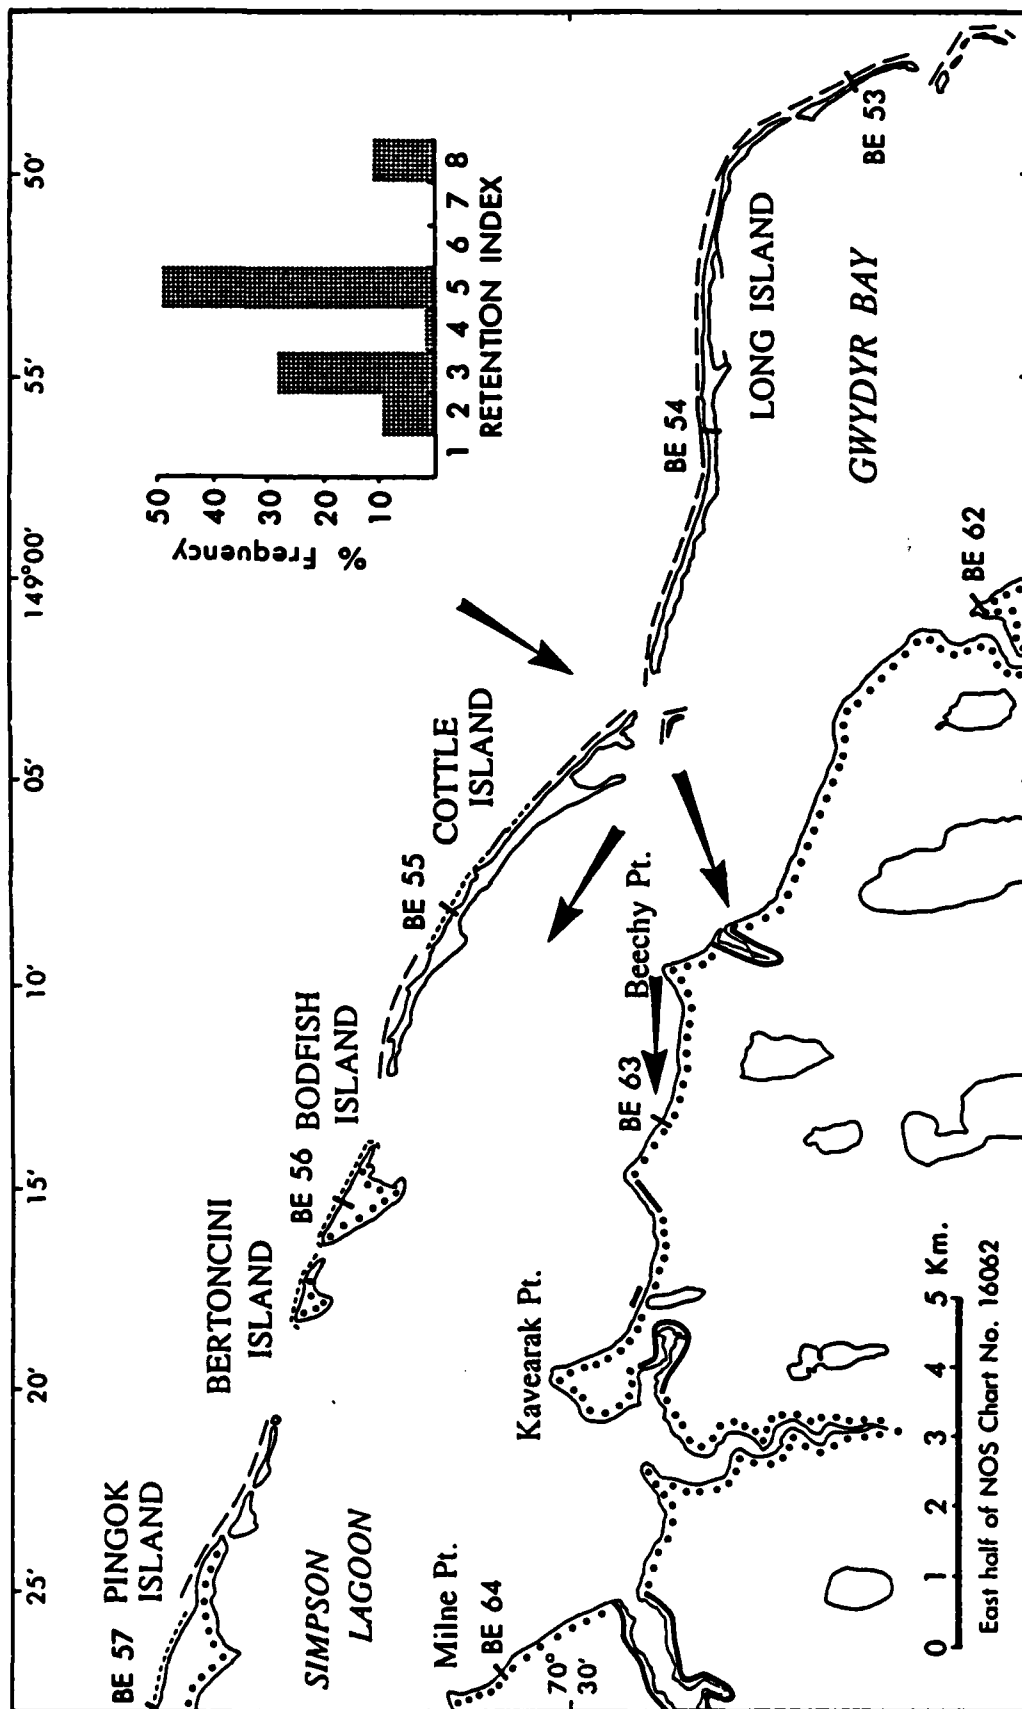 25'
20'
15'
10'
05'
149°00'
55'
50'
% Frequency
50
40
30
20
10
1 2 3 4 5 6 7 8
RETENTION INDEX
BE 57
PINGOK
ISLAND
BERTONCINI
ISLAND
BE 56
BODFISH
ISLAND
BE 55
COTTLE
ISLAND
SIMPSON
LAGOON
BE 54
LONG ISLAND
BE 53
GWYDYR BAY
Milne Pt.
BE 64
Kavearak Pt.
BE 63
Beechy Pt.
BE 62
70°
30'
0 1 2 3 4 5 Km.
East half of NOS Chart No. 16062